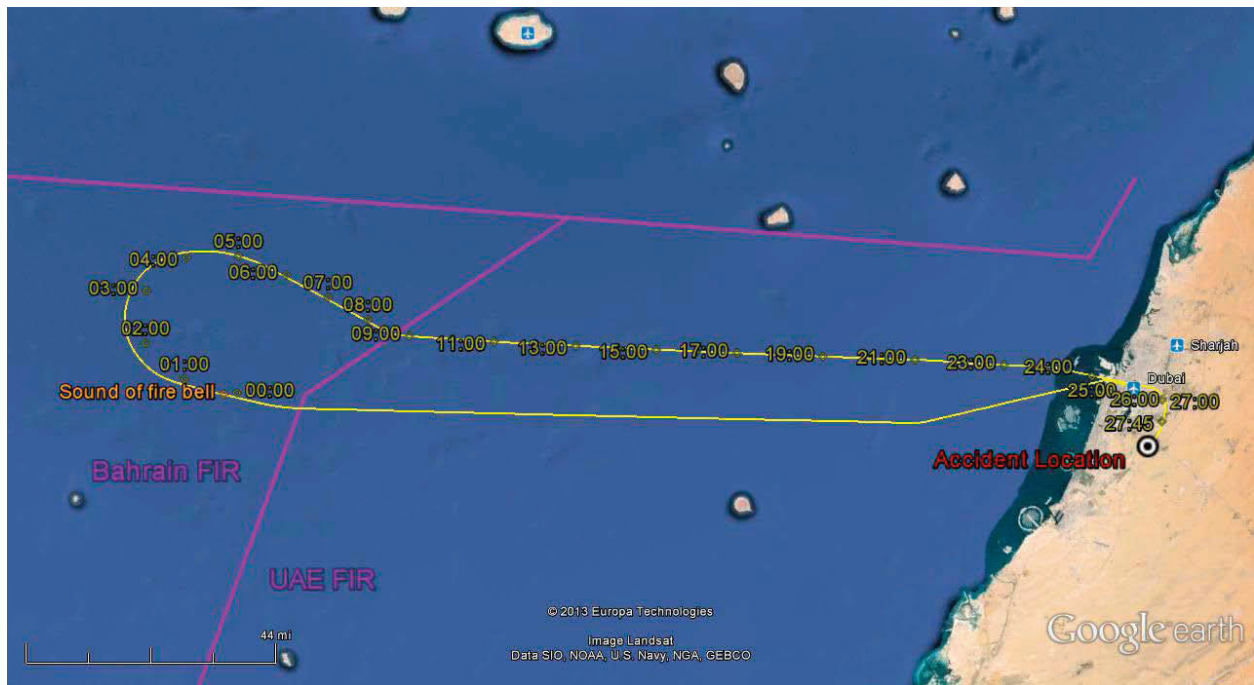 05:00
04:00
06:00
07:00
03:00
08:00
02:00
09:00
11:00
13:00
15:00
17:00
19:00
21:00
23:00
24:00
Sharjah
01:00
Dubai
Sound of fire bell
00:00
25:00
26:00
27:00
27:45
Accident Location
Bahrain FIR
UAE FIR
© 2013 Europa Technologies
Image Landsat
Data SIO, NOAA, U.S. Navy, NGA, GEBCO
44 mi
Google earth